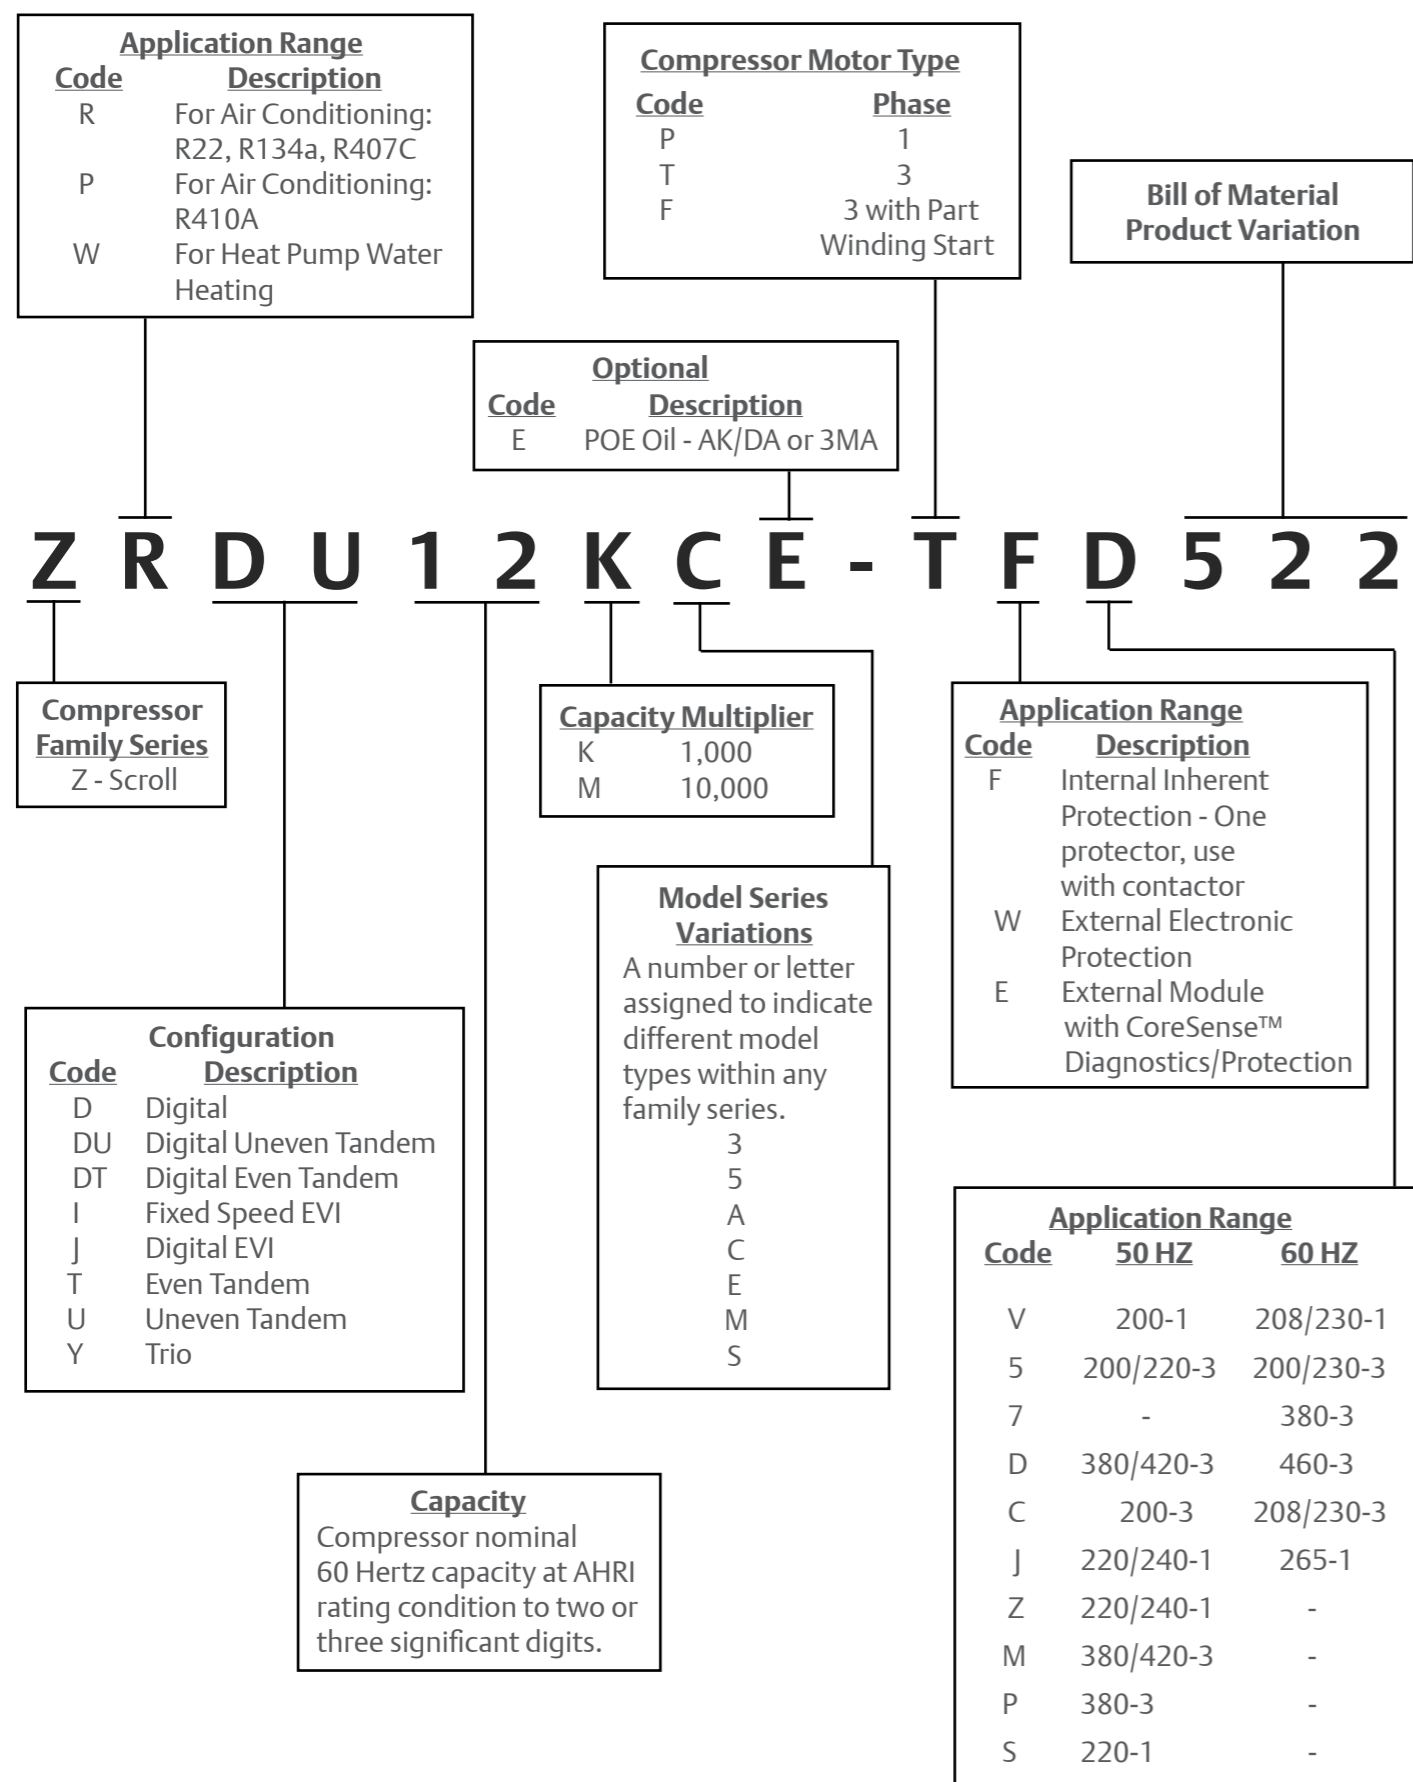 Application Range
Code Description
R For Air Conditioning:
R22, R134a, R407C
P For Air Conditioning:
R410A
W For Heat Pump Water
Heating
Compressor Motor Type
Code Phase
P 1
T 3
F 3 with Part
Winding Start
Bill of Material
Product Variation
Optional
Code Description
E POE Oil - AK/DA or 3MA
Z R D U 1 2 K C E - T F D 5 2 2
Compressor
Family Series
Z - Scroll
Configuration
Code Description
D Digital
DU Digital Uneven Tandem
DT Digital Even Tandem
I Fixed Speed EVI
J Digital EVI
T Even Tandem
U Uneven Tandem
Y Trio
Capacity
Compressor nominal
60 Hertz capacity at AHRI
rating condition to two or
three significant digits.
Capacity Multiplier
K 1,000
M 10,000
Model Series
Variations
A number or letter
assigned to indicate
different model
types within any
family series.
3
5
A
C
E
M
S
Application Range
Code Description
F Internal Inherent
Protection - One
protector, use
with contactor
W External Electronic
Protection
E External Module
with CoreSense™
Diagnostics/Protection
Application Range
Code 50 HZ 60 HZ
V 200-1 208/230-1
5 200/220-3 200/230-3
7 - 380-3
D 380/420-3 460-3
C 200-3 208/230-3
J 220/240-1 265-1
Z 220/240-1 -
M 380/420-3 -
P 380-3 -
S 220-1 -